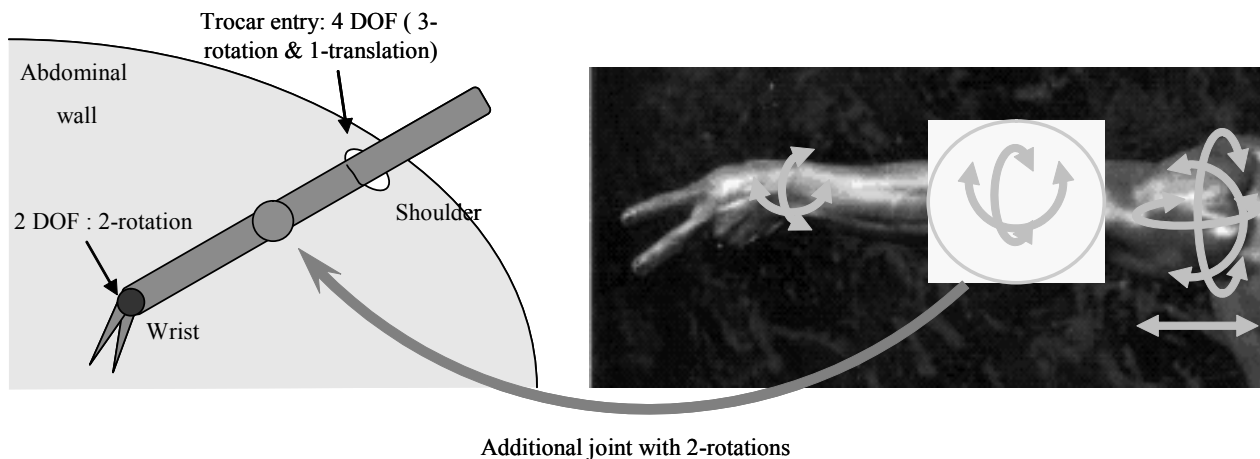 Trocar entry: 4 DOF ( 3-
rotation & 1-translation)
Abdominal
wall
Shoulder
2 DOF : 2-rotation
Wrist
Additional joint with 2-rotations